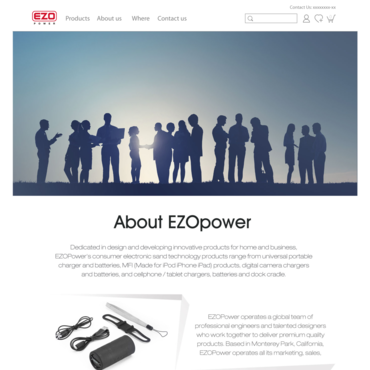 Contact Us: xxxxxxxx-xx
EZO
POWER
Products About us Where Contact us
About EZOpower
Dedicated in design and developing innovative products for home and business,
EZOPower's consumer electronic eand technology products range from universal portable
charger and batteries, MFi (Made for iPod iPhone iPad) products. digital camera chargers
and batteries, and cellphone / tablet chargers, batteries and dock cradle
EZOPower operates a global team of
professional engineers and talented designers
who work together to deliver premium quality
products. Based in Monterey Park, California,
EZOPower operates all its marketing, sales,